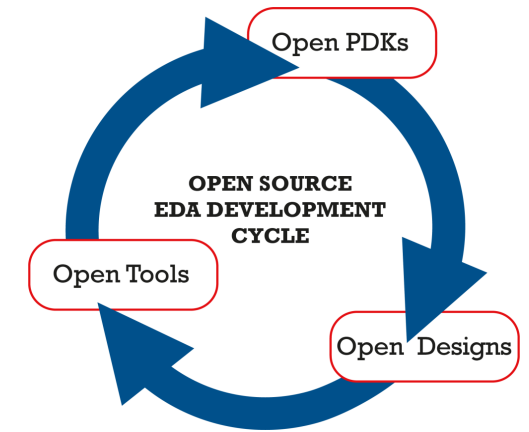 Open PDKs
OPEN SOURCE
EDA DEVELOPMENT
CYCLE
Open Tools
Open Designs